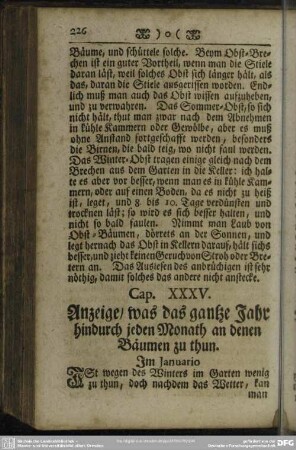 226 )o(
Bäume, und schüttele solche. Beym Obst-Bre-
chen ist ein guter Vortheil, wenn man die Stiele
daran läst, weil solches Obst sich länger hält, als
das, daran die Stiele ausgerissen worden. End-
lich muß man auch das Obst wissen aufzuheben,
und zu verwahren. Das Sommer-Obst, so sich
nicht hält, thut man zwar nach dem Abnehmen
in kühle Kammern oder Gewölbe, aber es muß
ohne Anstand fortgeschafft werden, besonders
die Birnen, die bald teig, wo nicht faul werden.
Das Winter-Obst tragen einige gleich nach dem
Brechen aus dem Garten in die Keller: ich hal-
te es aber vor besser, wenn man es in kühle Kam-
mern, oder auf einen Boden, da es nicht zu heiß
ist, leget, und 8 bis 10. Tage verdünsten und
trocknen läst; so wird es sich besser halten, und
nicht so bald faulen. Nimmt man Laub von
Obst-Bäumen, dörrets an der Sonnen, und
legt hernach das Obst in Kellern darauf, hält sichs
besser, und zieht keinen Geruch von Stroh oder Bre-
tern an. Das Auslesen des anbrüchigen ist sehr
nöthig, damit solches das andere nicht anstecke.
Cap. XXXV.
Anzeige / was das gantze Jahr
hindurch jeden Monath an denen
Bäumen zu thun.
Im Januario
Ist wegen des Winters im Garten wenig
zu thun, doch nachdem das Wetter, kan
man